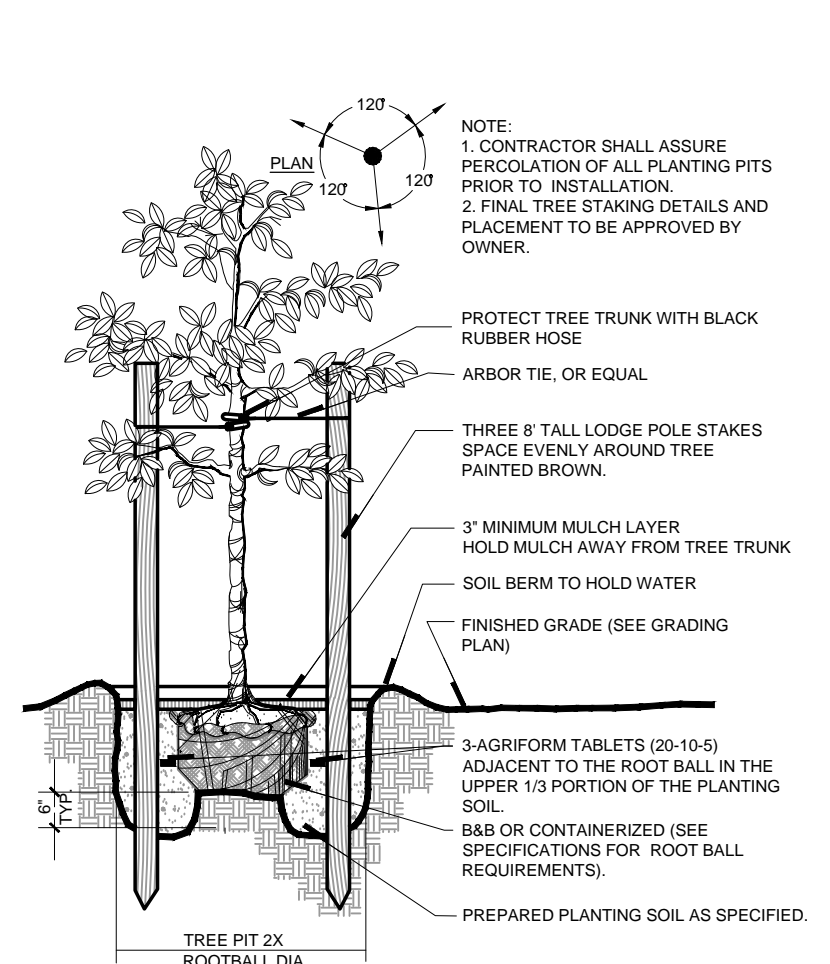 120°
PLAN
120°
120°
NOTE:
1. CONTRACTOR SHALL ASSURE
PERCOLATION OF ALL PLANTING PITS
PRIOR TO INSTALLATION.
2. FINAL TREE STAKING DETAILS AND
PLACEMENT TO BE APPROVED BY
OWNER.
PROTECT TREE TRUNK WITH BLACK
RUBBER HOSE
ARBOR TIE, OR EQUAL
THREE 8' TALL LODGE POLE STAKES
SPACE EVENLY AROUND TREE
PAINTED BROWN.
3" MINIMUM MULCH LAYER
HOLD MULCH AWAY FROM TREE TRUNK
SOIL BERM TO HOLD WATER
FINISHED GRADE (SEE GRADING
PLAN)
3-AGRIFORM TABLETS (20-10-5)
ADJACENT TO THE ROOT BALL IN THE
UPPER 1/3 PORTION OF THE PLANTING
SOIL.
B&B OR CONTAINERIZED (SEE
SPECIFICATIONS FOR ROOT BALL
REQUIREMENTS).
PREPARED PLANTING SOIL AS SPECIFIED.
6"
TYP.
TREE PIT 2X
ROOTBALL DIA.